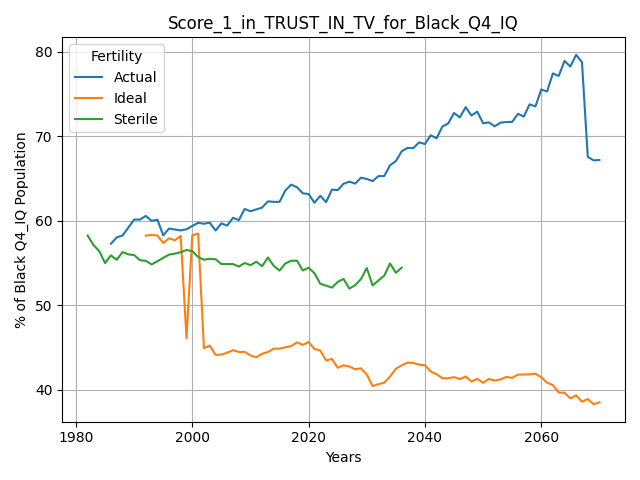 Score_1_in_TRUST_IN_TV_for_Black_Q4_IQ
Fertility
Actual
Ideal
Sterile
% of Black Q4_IQ Population
80
70
60
50
40
1980
2000
2020
2040
2060
Years